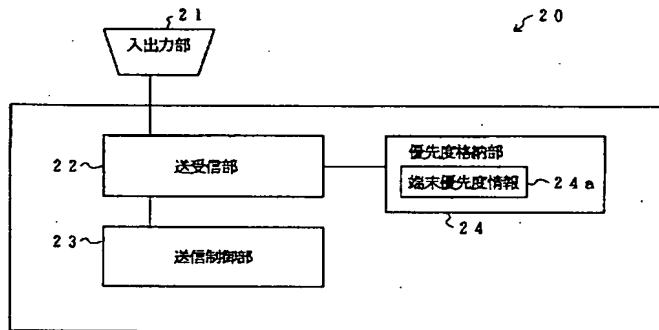 21
20
入出力部
22
送受信部
優先度格納部
端末優先度情報
24a
24
23
送信制御部